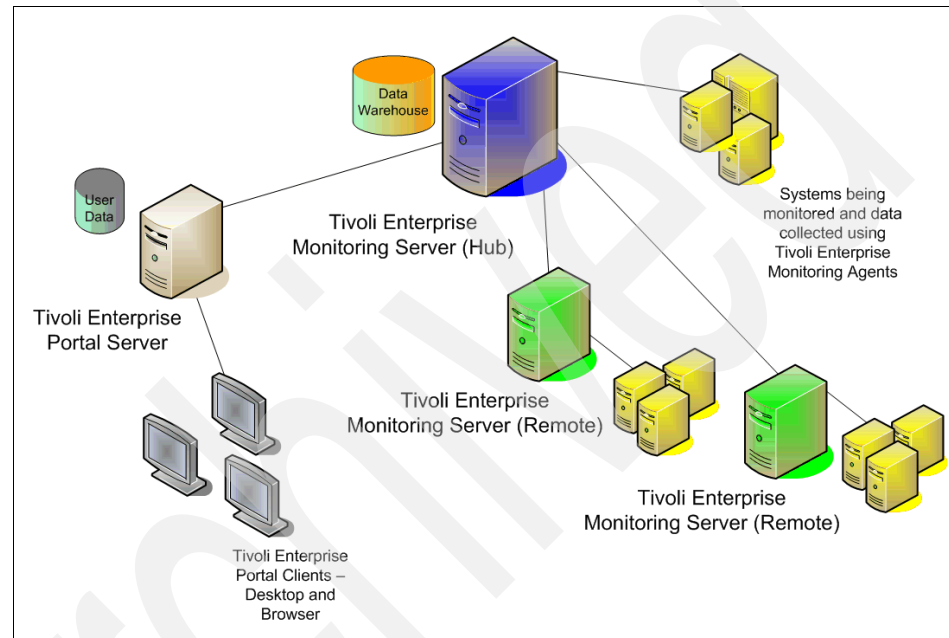 Data
Warehouse
User
Data
Tivoli Enterprise
Monitoring Server (Hub)
Systems being
monitored and data
collected using
Tivoli Enterprise
Monitoring Agents
Tivoli Enterprise
Portal Server
Tivoli Enterprise
Monitoring Server (Remote)
Tivoli Enterprise
Monitoring Server (Remote)
Tivoli Enterprise
Portal Clients –
Desktop and
Browser